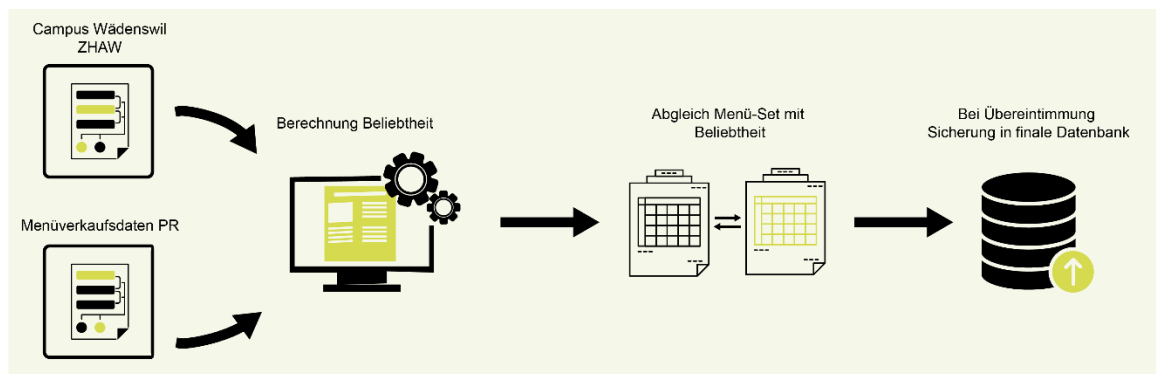 Campus Wädenswil
ZHAW
Menüverkaufsdaten PR
Berechnung Beliebtheit
Abgleich Menü-Set mit
Beliebtheit
Bei Übereintimmung
Sicherung in finale Datenbank